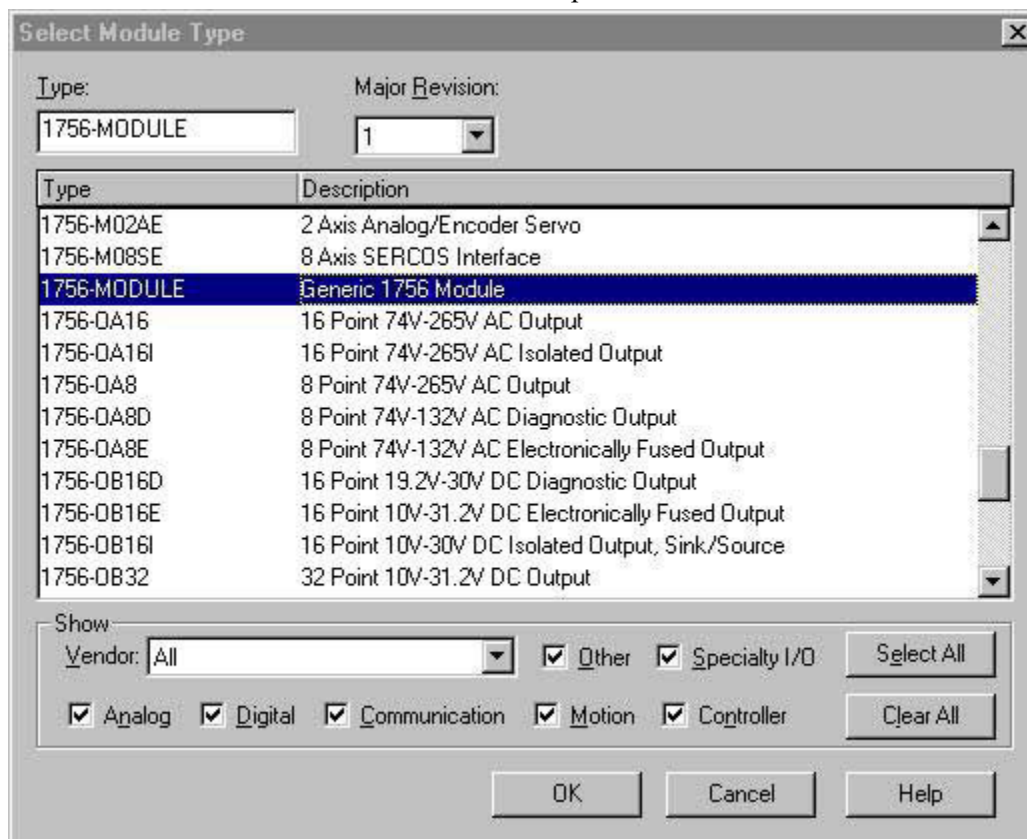 Select Module Type
Type: Major Revision:
1756-MODULE 1
Type Description
1756-M02AE 2 Axis Analog/Encoder Servo
1756-M08SE 8 Axis SERCOS Interface
1756-MODULE Generic 1756 Module
1756-OA16 16 Point 74V-265V AC Output
1756-OA16I 16 Point 74V-265V AC Isolated Output
1756-OA8 8 Point 74V-265V AC Output
1756-OA8D 8 Point 74V-132V AC Diagnostic Output
1756-OA8E 8 Point 74V-132V AC Electronically Fused Output
1756-OB16D 16 Point 19.2V-30V DC Diagnostic Output
1756-OB16E 16 Point 10V-31.2V DC Electronically Fused Output
1756-OB16I 16 Point 10V-30V DC Isolated Output, Sink/Source
1756-OB32 32 Point 10V-31.2V DC Output
Show
Vendor: All Other Specialty I/O Select All
Analog Digital Communication Motion Controller Clear All
OK Cancel Help